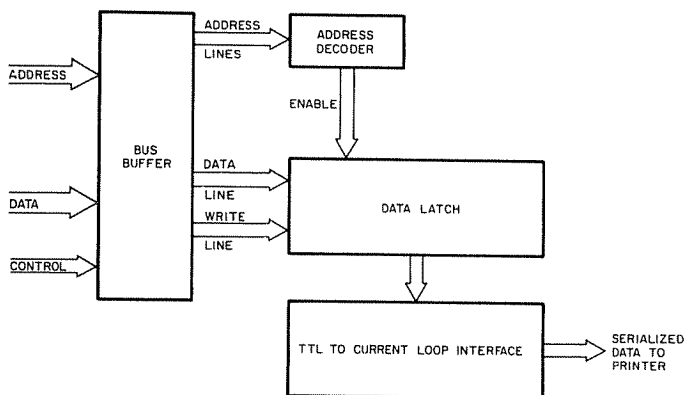 ADDRESS
LINES
ADDRESS
DECODER
ADDRESS
ENABLE
BUS
BUFFER
DATA
LINE
DATA LATCH
DATA
WRITE
LINE
CONTROL
TTL TO CURRENT LOOP INTERFACE
SERIALIZED
DATA TO
PRINTER